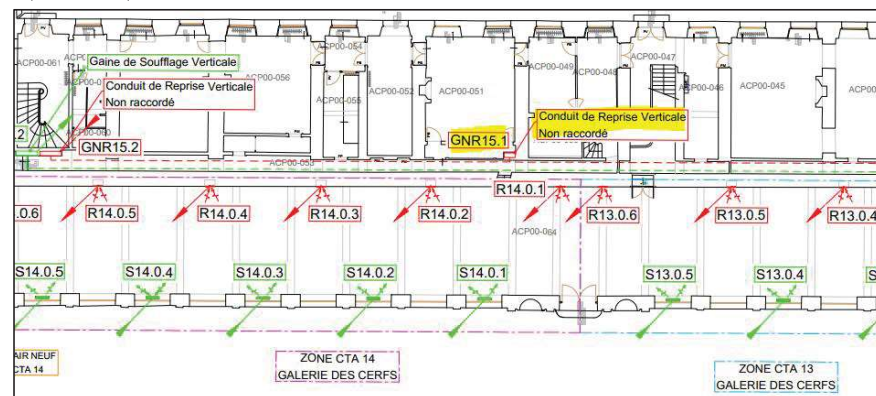 ACP00-061
Gaine de Soufflage Verticale
Conduit de Reprise Verticale
Non raccordé
ACP00-056
ACP00-054
ACP00-055
ACP00-052
ACP00-051
ACP00-049
ACP00-048
ACP00-047
ACP00-046
ACP00-045
ACP00-060
ACP00-053
GNR15.2
GNR15.1
Conduit de Reprise Verticale
Non raccordé
R14.0.5
R14.0.4
R14.0.3
R14.0.2
R14.0.1
R13.0.6
R13.0.5
R13.0.4
ACP00-064
S14.0.5
S14.0.4
S14.0.3
S14.0.2
S14.0.1
S13.0.5
S13.0.4
AIR NEUF
CTA 14
ZONE CTA 14
GALERIE DES CERFS
ZONE CTA 13
GALERIE DES CERFS